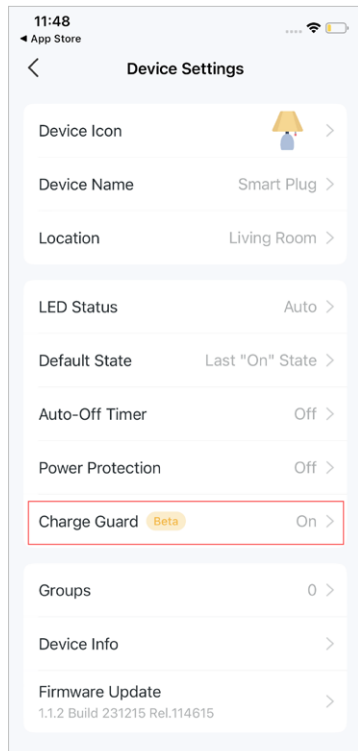 11:48
◀ App Store
Device Settings
Device Icon
Device Name Smart Plug
Location Living Room
LED Status Auto
Default State Last "On" State
Auto-Off Timer Off
Power Protection Off
Charge Guard Beta On
Groups 0
Device Info
Firmware Update
1.1.2 Build 231215 Rel.114615